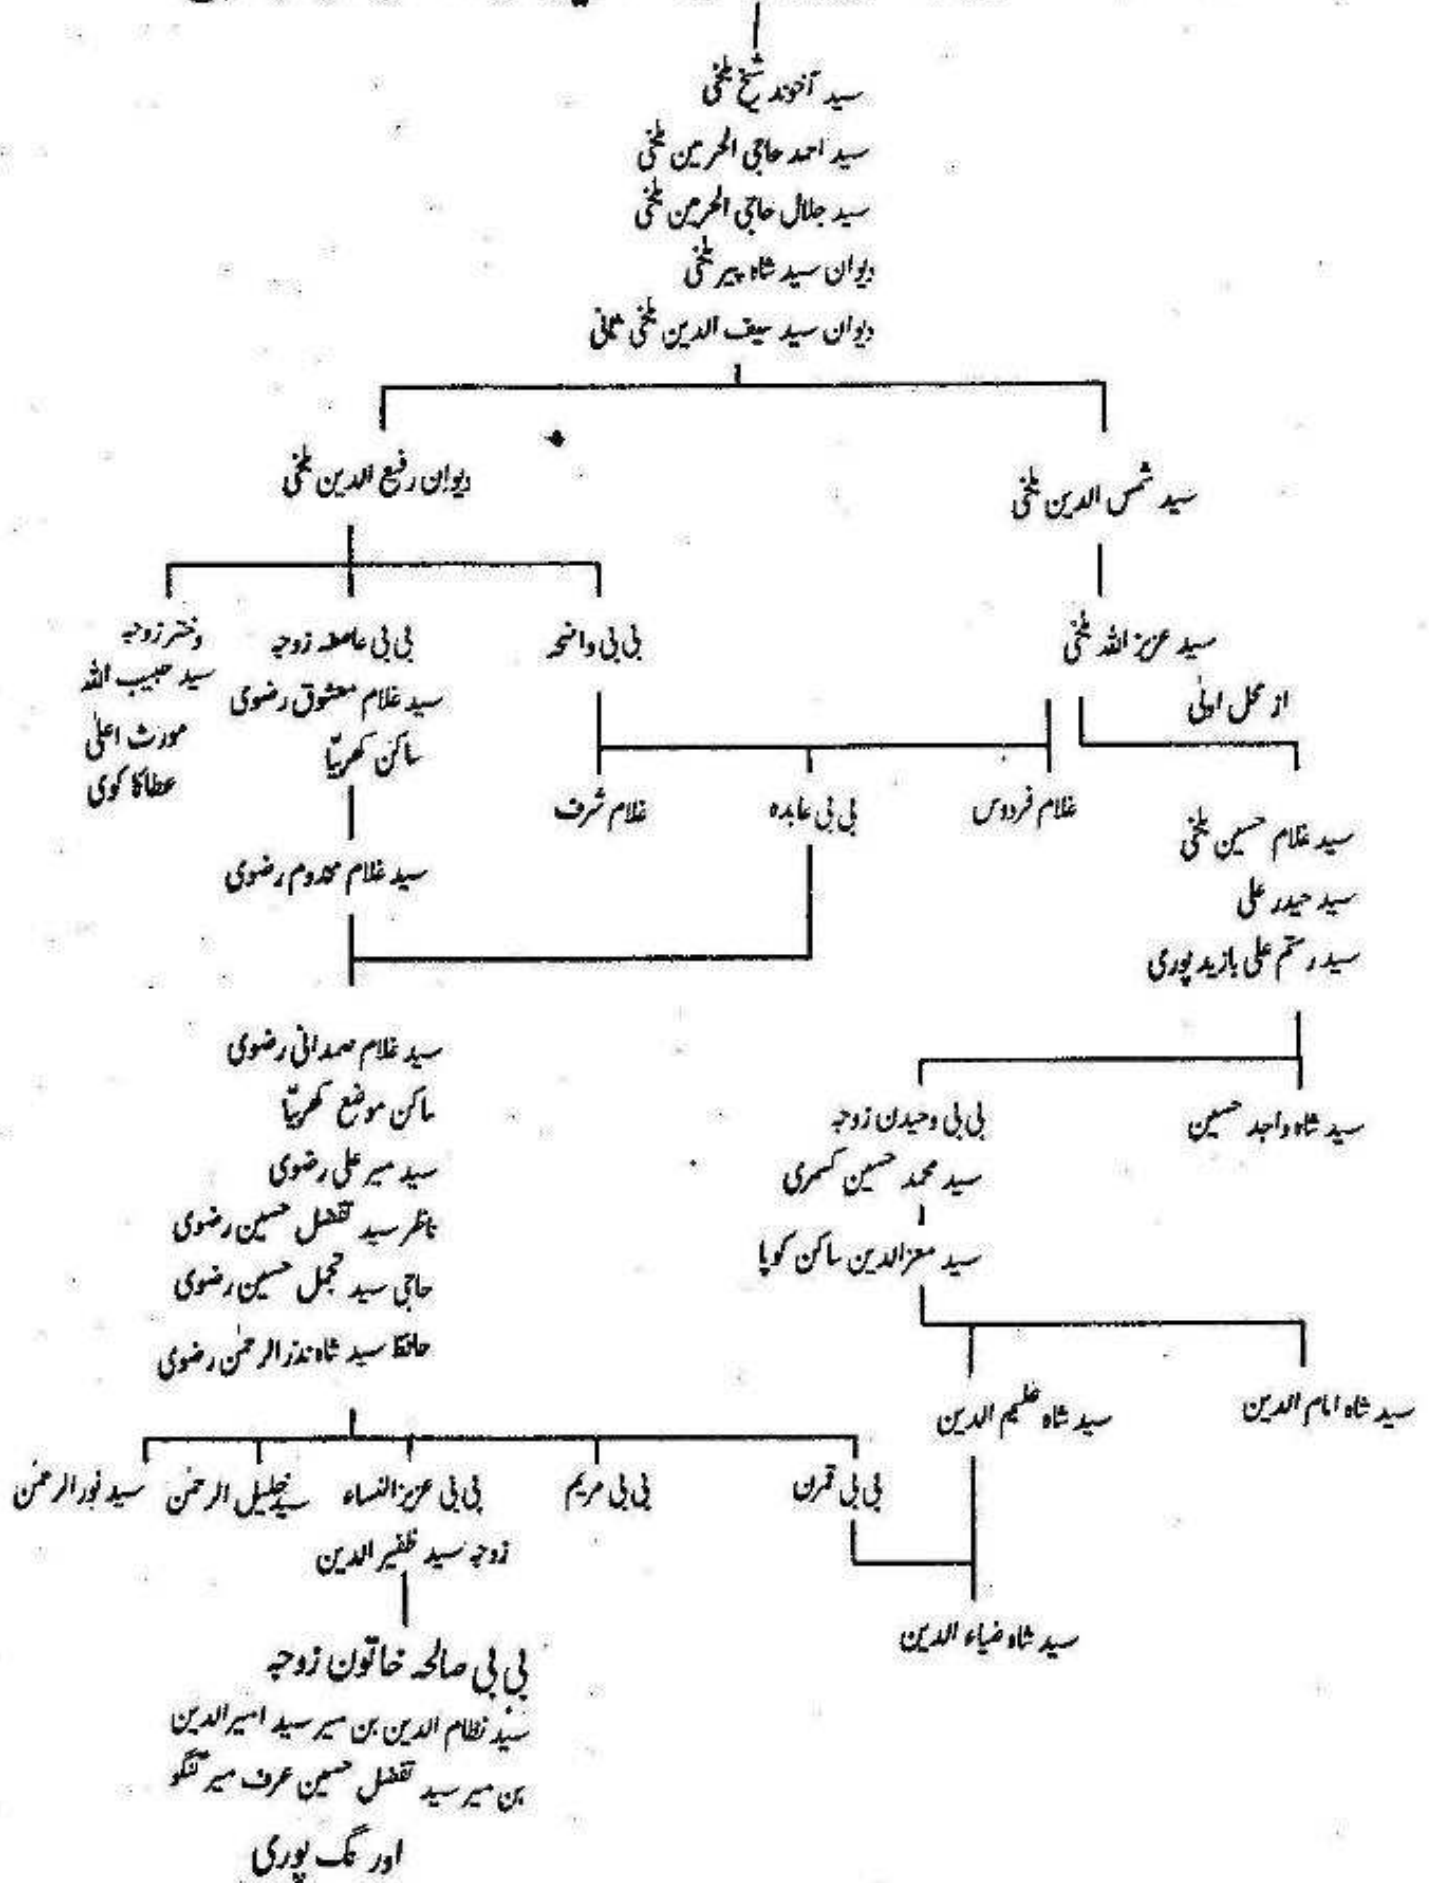 سید آخوند شیخ بلخی
سید احمد حاجی الحرمین بلخی
سید جلال حاجی الحرمین بلخی
دیوان سید شاہ پیر بلخی
دیوان سید سیف الدین بلخی ثانی
سید شمس الدین بلخی
دیوان رفیع الدین بلخی
سید عزیز اللہ بلخی
از محل اولیٰ
بی بی واضحہ
بی بی عاصمہ زوجہ
سید غلام معشوق رضوی
ساکن کھربیّا
دختر زوجہ
سید حبیب اللہ
مورث اعلیٰ
عطا کاکوی
سید غلام حسین بلخی
سید حیدر علی
سید رستم علی بازید پوری
غلام فردوس
بی بی عابدہ
غلام شرف
سید غلام مخدوم رضوی
سید غلام صمدانی رضوی
ساکن موضع کھربیّا
سید میر علی رضوی
ناظر سید تفضل حسین رضوی
حاجی سید تجمل حسین رضوی
حافظ سید شاہ نذر الرحمٰن رضوی
سید شاہ واجد حسین
بی بی وحیدن زوجہ
سید محمد حسین کسمری
سید معزالدین ساکن کوپا
سید شاہ امام الدین
سید شاہ علیم الدین
بی بی قمرن
بی بی مریم
بی بی عزیز النساء
زوجہ سید ظفیر الدین
سید خلیل الرحمٰن
سید نور الرحمٰن
سید شاہ ضیاء الدین
بی بی صالحہ خاتون زوجہ
سید نظام الدین بن میر سید امیرالدین
بن میر سید تفضل حسین عرف میر تنگو
اورنگ پوری